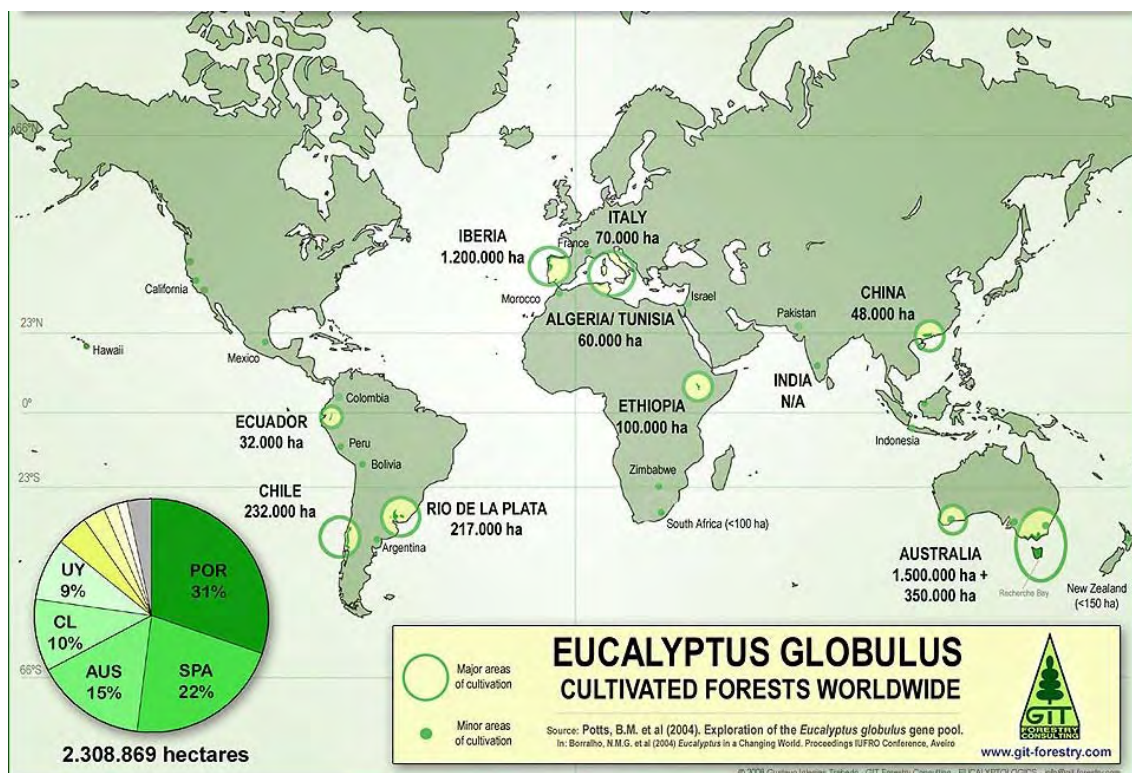 66ºN
ITALY
70.000 ha
IBERIA
1.200.000 ha
France
California
Morocco
Israel
CHINA
48.000 ha
Pakistan
23ºN
ALGERIA/ TUNISIA
60.000 ha
Hawaii
Mexico
INDIA
N/A
Colombia
ETHIOPIA
100.000 ha
0º
ECUADOR
32.000 ha
Indonesia
Peru
Bolivia
Zimbabwe
23ºS
CHILE
232.000 ha
RIO DE LA PLATA
217.000 ha
South Africa (<100 ha)
Argentina
AUSTRALIA
1.500.000 ha +
350.000 ha
Recherche Bay
New Zealand
(<150 ha)
POR
31%
UY
9%
CL
10%
AUS
15%
SPA
22%
66ºS
2.308.869 hectares
Major areas
of cultivation
Minor areas
of cultivation
EUCALYPTUS GLOBULUS
CULTIVATED FORESTS WORLDWIDE
Source: Potts, B.M. et al (2004). Exploration of the Eucalyptus globulus gene pool.
In: Borralho, N.M.G. et al (2004) Eucalyptus in a Changing World. Proceedings IUFRO Conference, Aveiro
GIT
FORESTRY
CONSULTING
www.git-forestry.com